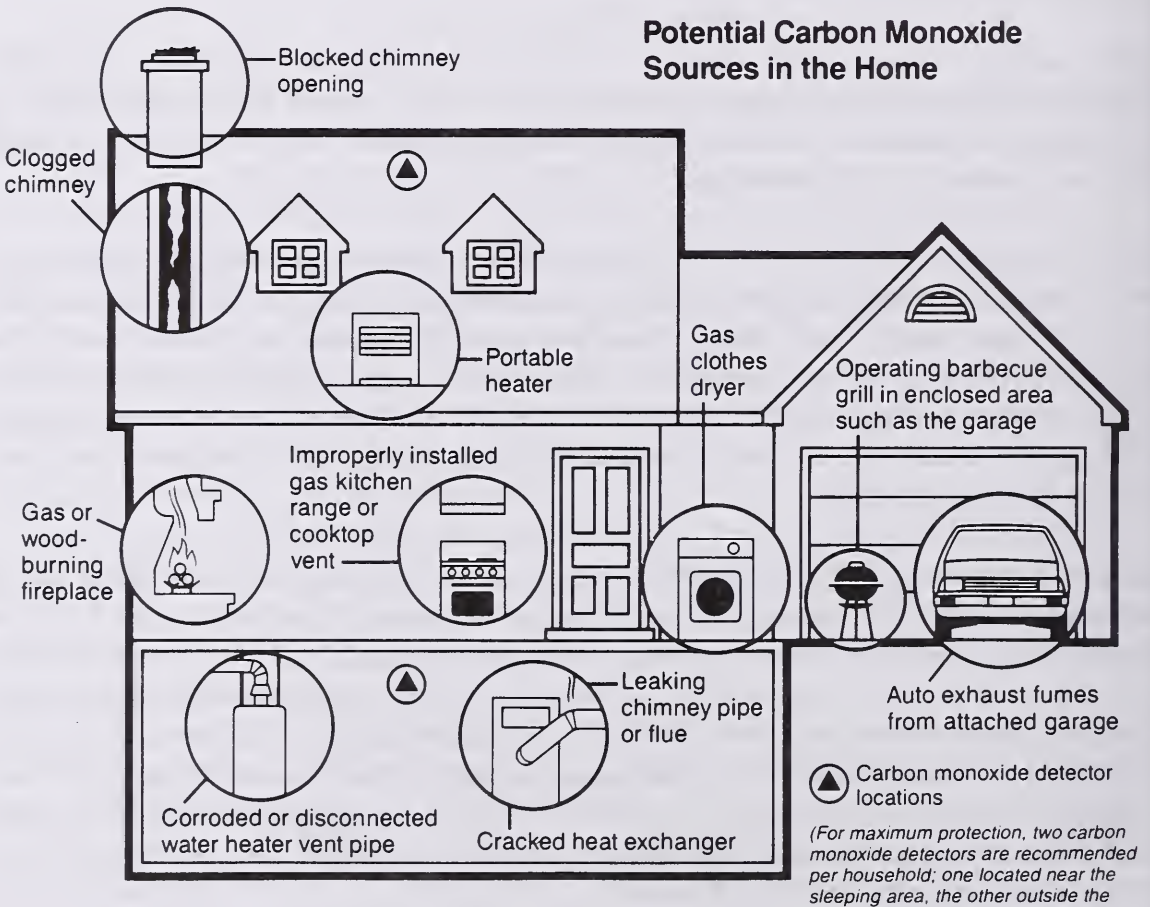 Potential Carbon Monoxide
Sources in the Home
Blocked chimney
opening
Clogged
chimney
Portable
heater
Gas
clothes
dryer
Operating barbecue
grill in enclosed area
such as the garage
Improperly installed
gas kitchen
range or
cooktop
vent
Gas or
wood-
burning
fireplace
Leaking
chimney pipe
or flue
Auto exhaust fumes
from attached garage
Corroded or disconnected
water heater vent pipe
Cracked heat exchanger
Carbon monoxide detector
locations
(For maximum protection, two carbon
monoxide detectors are recommended
per household; one located near the
sleeping area, the other outside the